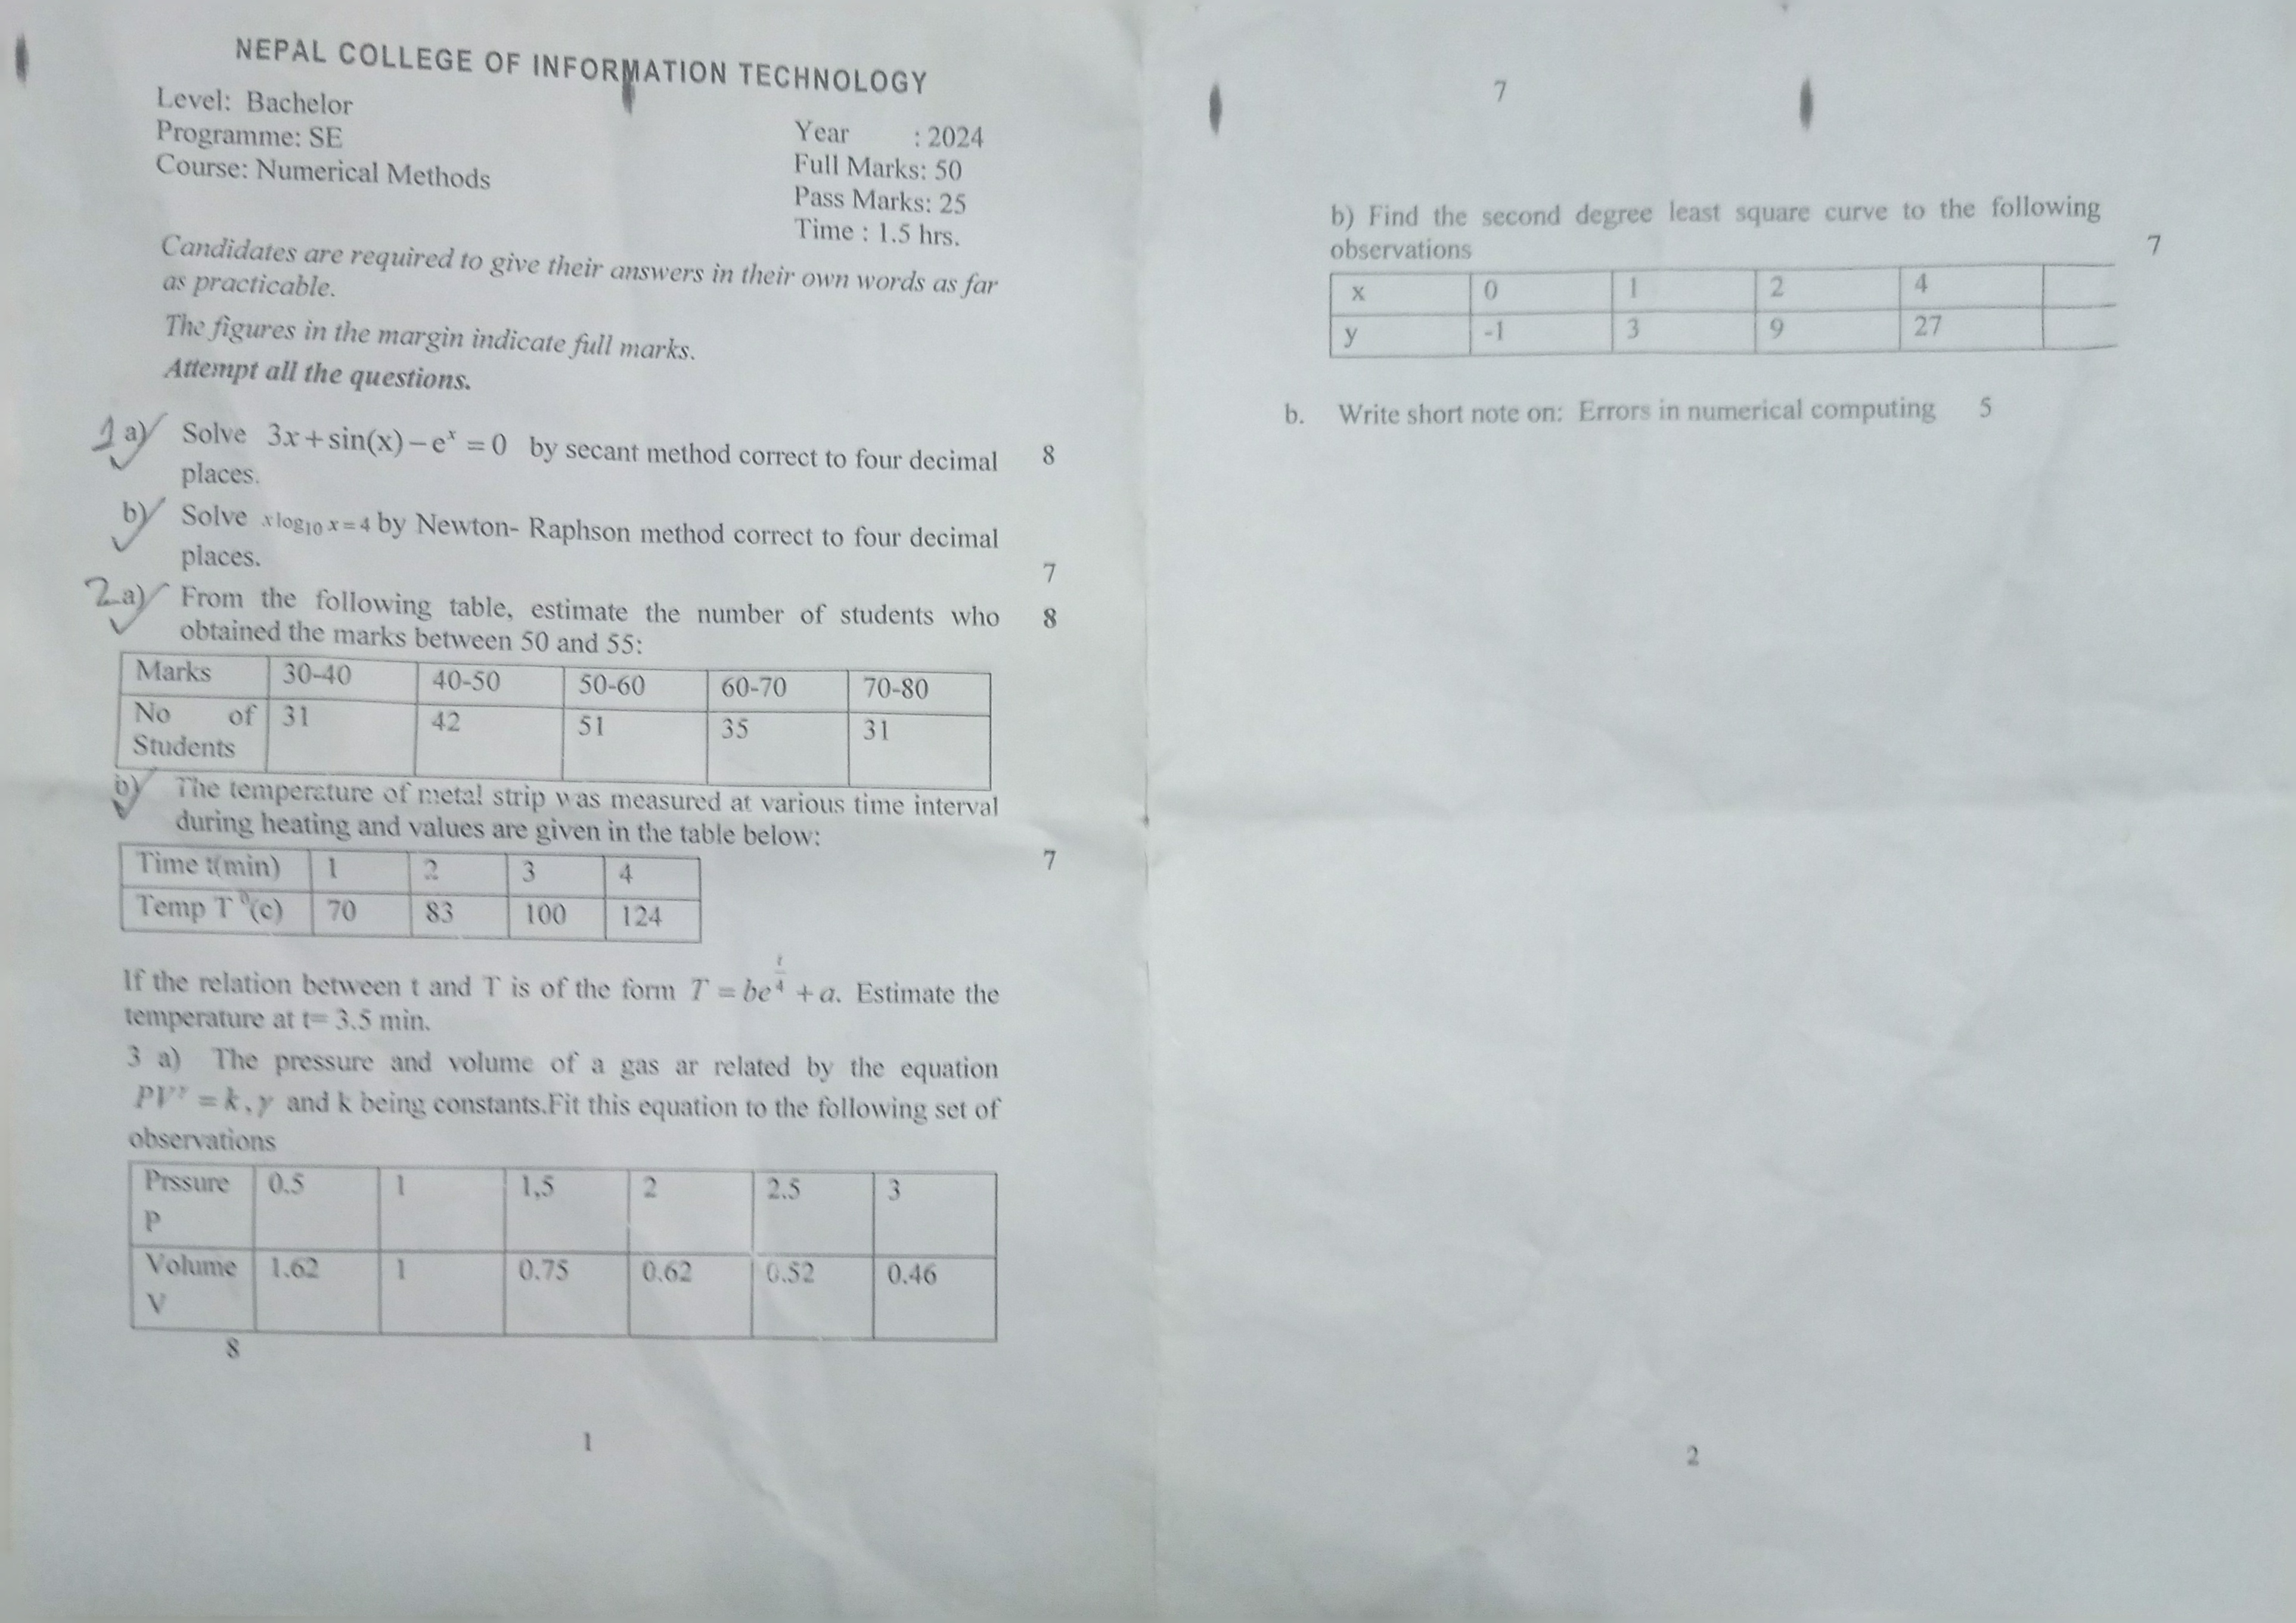 NEPAL COLLEGE OF INFORMATION TECHNOLOGY
Level: Bachelor
Programme: SE
Course: Numerical Methods
Year : 2024
Full Marks: 50
Pass Marks: 25
Time : 1.5 hrs.
Candidates are required to give their answers in their own words as far
as practicable.
The figures in the margin indicate full marks.
Attempt all the questions.
1 a) Solve 3x + sin(x) − eˣ = 0 by secant method correct to four decimal 8
places.
b) Solve x log₁₀ x = 4 by Newton- Raphson method correct to four decimal
places. 7
2 a) From the following table, estimate the number of students who 8
obtained the marks between 50 and 55:
Marks 30-40 40-50 50-60 60-70 70-80
No of 31 42 51 35 31
Students
b) The temperature of metal strip was measured at various time interval
during heating and values are given in the table below:
7
Time t(min) 1 2 3 4
Temp T ⁰(c) 70 83 100 124
If the relation between t and T is of the form T = be^(t/4) + a. Estimate the
temperature at t= 3.5 min.
3 a) The pressure and volume of a gas ar related by the equation
PV^γ = k, γ and k being constants.Fit this equation to the following set of
observations
Prssure 0.5 1 1,5 2 2.5 3
P
Volume 1.62 1 0.75 0.62 0.52 0.46
V
8
1
7
b) Find the second degree least square curve to the following
observations 7
x 0 1 2 4
y -1 3 9 27
b. Write short note on: Errors in numerical computing 5
2